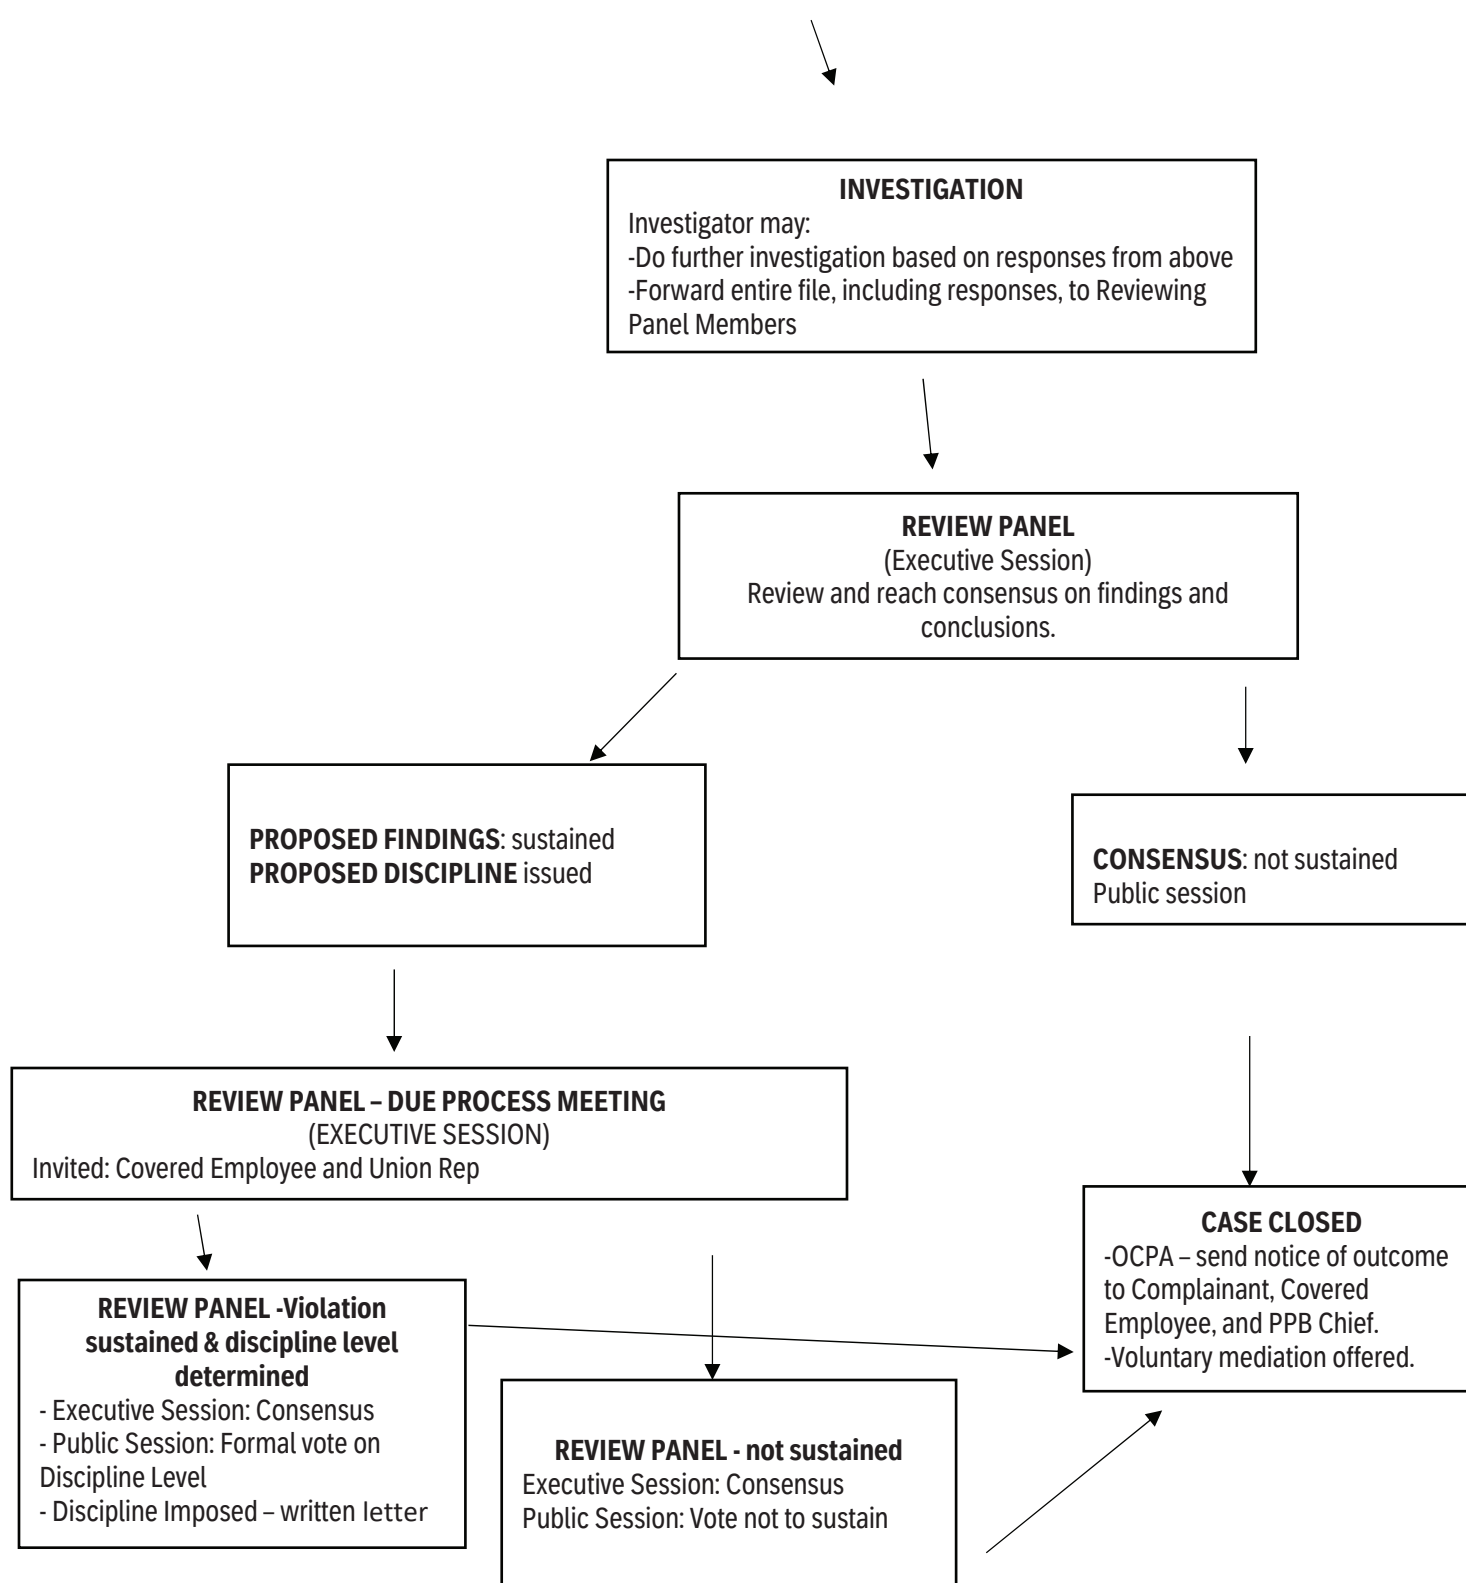 INVESTIGATION
Investigator may:
-Do further investigation based on responses from above
-Forward entire file, including responses, to Reviewing
Panel Members
REVIEW PANEL
(Executive Session)
Review and reach consensus on findings and
conclusions.
PROPOSED FINDINGS: sustained
PROPOSED DISCIPLINE issued
CONSENSUS: not sustained
Public session
REVIEW PANEL – DUE PROCESS MEETING
(EXECUTIVE SESSION)
Invited: Covered Employee and Union Rep
CASE CLOSED
-OCPA – send notice of outcome
to Complainant, Covered
Employee, and PPB Chief.
-Voluntary mediation offered.
REVIEW PANEL -Violation
sustained & discipline level
determined
- Executive Session: Consensus
- Public Session: Formal vote on
Discipline Level
- Discipline Imposed – written letter
REVIEW PANEL - not sustained
Executive Session: Consensus
Public Session: Vote not to sustain